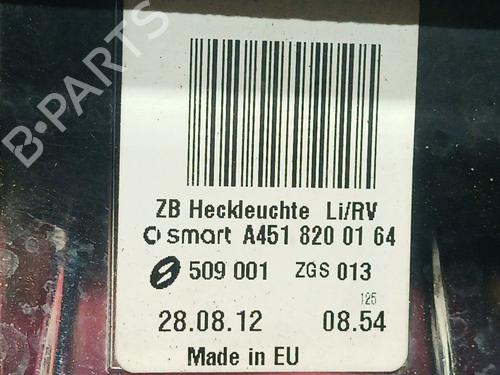 B-PARTS
ZB Heckleuchte Li/RV
smart A451 820 01 64
509 001 ZGS 013
125
28.08.12 08.54
Made in EU